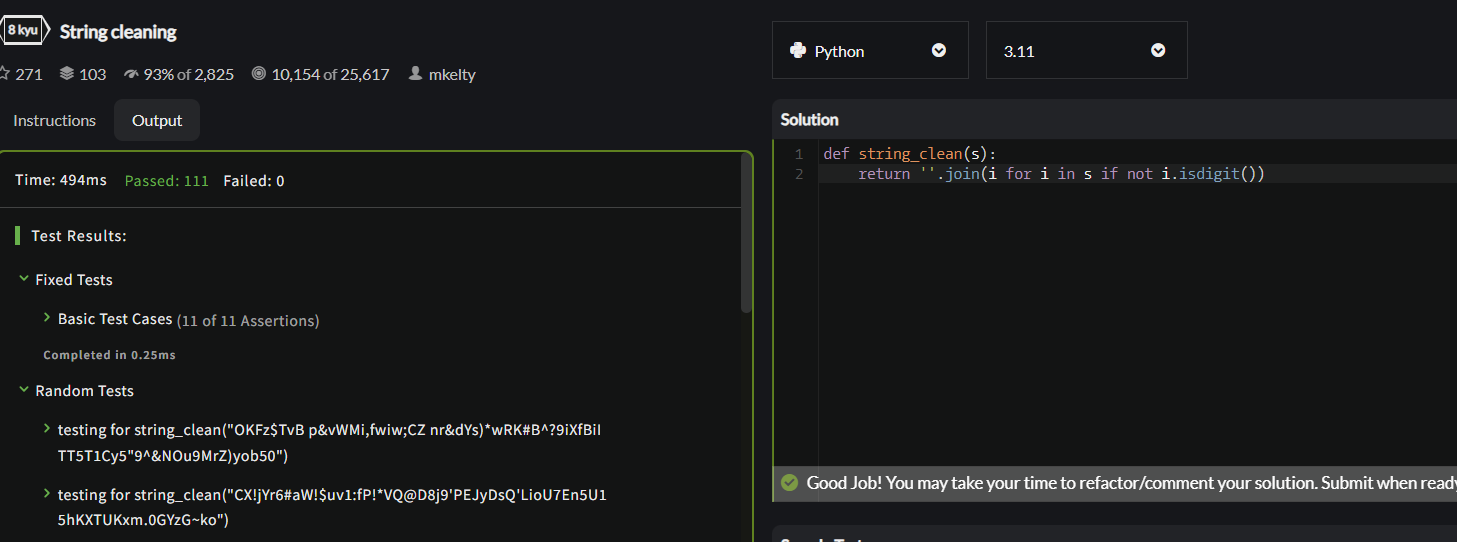 8 kyu String cleaning
271 103 93% of 2,825 10,154 of 25,617 mkelty
Instructions Output
Time: 494ms Passed: 111 Failed: 0
Test Results:
Fixed Tests
Basic Test Cases (11 of 11 Assertions)
Completed in 0.25ms
Random Tests
testing for string_clean("OKFz$TvB p&vWMi,fwiw;CZ nr&dYs)*wRK#B^?9iXfBiI
TT5T1Cy5"9^&NOu9MrZ)yob50")
testing for string_clean("CX!jYr6#aW!$uv1:fP!*VQ@D8j9'PEJyDsQ'LioU7En5U1
5hKXTUKxm.0GYzG~ko")
Python 3.11
Solution
1 def string_clean(s):
2 return ''.join(i for i in s if not i.isdigit())
Good Job! You may take your time to refactor/comment your solution. Submit when ready